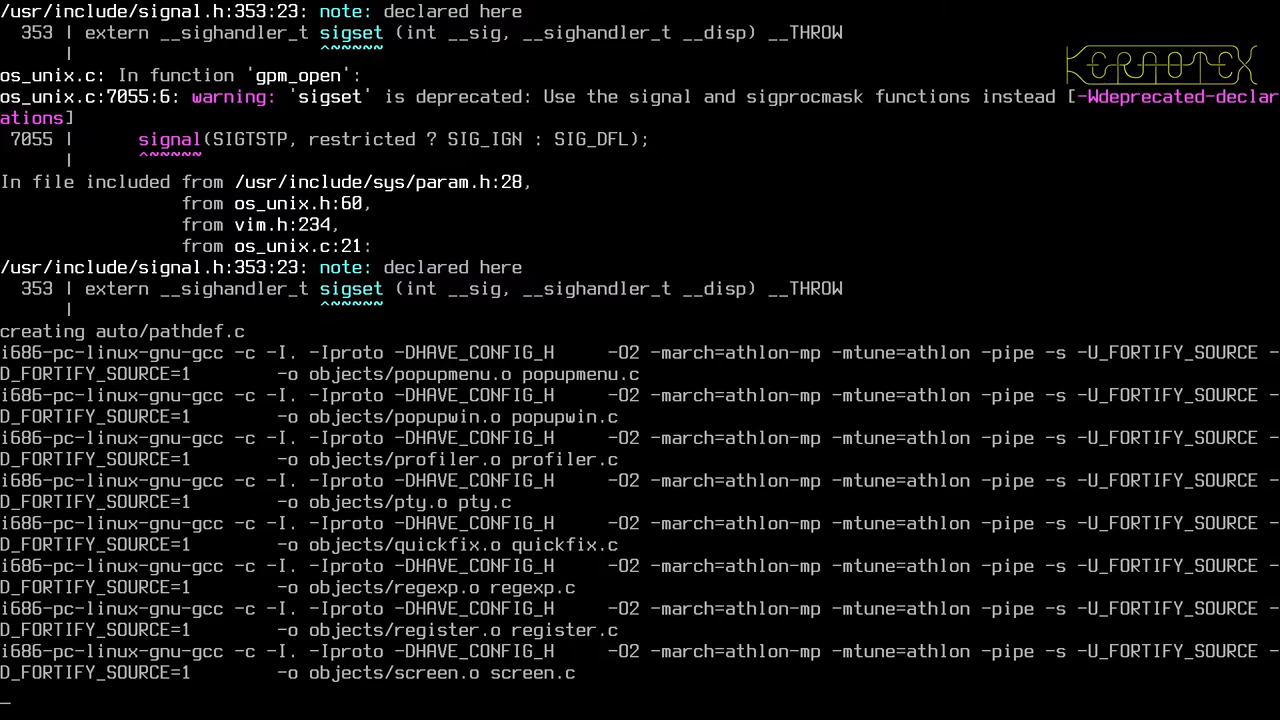 /usr/include/signal.h:353:23: note: declared here
  353 | extern __sighandler_t sigset (int __sig, __sighandler_t __disp) __THROW
      |                       ^~~~~~
KERNOTEX
os_unix.c: In function 'gpm_open':
os_unix.c:7055:6: warning: 'sigset' is deprecated: Use the signal and sigprocmask functions instead [-Wdeprecated-declar
ations]
 7055 |      signal(SIGTSTP, restricted ? SIG_IGN : SIG_DFL);
      |      ^~~~~~
In file included from /usr/include/sys/param.h:28,
                 from os_unix.h:60,
                 from vim.h:234,
                 from os_unix.c:21:
/usr/include/signal.h:353:23: note: declared here
  353 | extern __sighandler_t sigset (int __sig, __sighandler_t __disp) __THROW
      |                       ^~~~~~
creating auto/pathdef.c
i686-pc-linux-gnu-gcc -c -I. -Iproto -DHAVE_CONFIG_H     -O2 -march=athlon-mp -mtune=athlon -pipe -s -U_FORTIFY_SOURCE -
D_FORTIFY_SOURCE=1        -o objects/popupmenu.o popupmenu.c
i686-pc-linux-gnu-gcc -c -I. -Iproto -DHAVE_CONFIG_H     -O2 -march=athlon-mp -mtune=athlon -pipe -s -U_FORTIFY_SOURCE -
D_FORTIFY_SOURCE=1        -o objects/popupwin.o popupwin.c
i686-pc-linux-gnu-gcc -c -I. -Iproto -DHAVE_CONFIG_H     -O2 -march=athlon-mp -mtune=athlon -pipe -s -U_FORTIFY_SOURCE -
D_FORTIFY_SOURCE=1        -o objects/profiler.o profiler.c
i686-pc-linux-gnu-gcc -c -I. -Iproto -DHAVE_CONFIG_H     -O2 -march=athlon-mp -mtune=athlon -pipe -s -U_FORTIFY_SOURCE -
D_FORTIFY_SOURCE=1        -o objects/pty.o pty.c
i686-pc-linux-gnu-gcc -c -I. -Iproto -DHAVE_CONFIG_H     -O2 -march=athlon-mp -mtune=athlon -pipe -s -U_FORTIFY_SOURCE -
D_FORTIFY_SOURCE=1        -o objects/quickfix.o quickfix.c
i686-pc-linux-gnu-gcc -c -I. -Iproto -DHAVE_CONFIG_H     -O2 -march=athlon-mp -mtune=athlon -pipe -s -U_FORTIFY_SOURCE -
D_FORTIFY_SOURCE=1        -o objects/regexp.o regexp.c
i686-pc-linux-gnu-gcc -c -I. -Iproto -DHAVE_CONFIG_H     -O2 -march=athlon-mp -mtune=athlon -pipe -s -U_FORTIFY_SOURCE -
D_FORTIFY_SOURCE=1        -o objects/register.o register.c
i686-pc-linux-gnu-gcc -c -I. -Iproto -DHAVE_CONFIG_H     -O2 -march=athlon-mp -mtune=athlon -pipe -s -U_FORTIFY_SOURCE -
D_FORTIFY_SOURCE=1        -o objects/screen.o screen.c
_